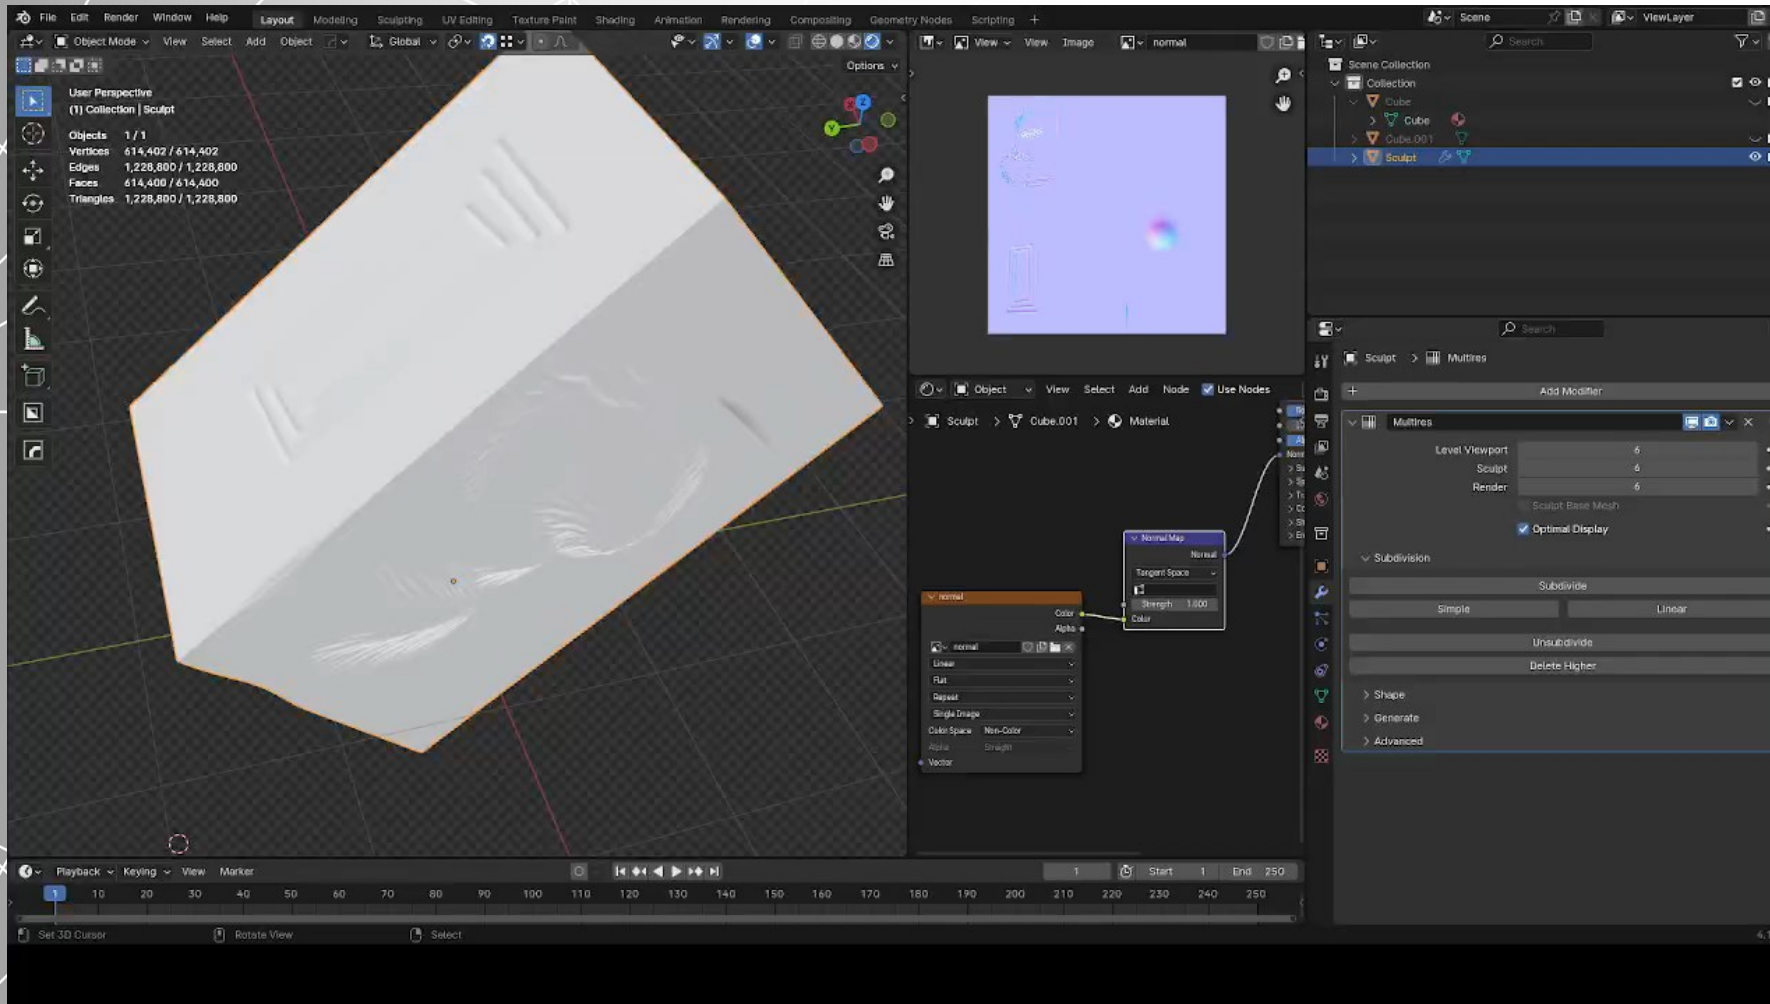 File Edit Render Window Help
Layout Modeling Sculpting UV Editing Texture Paint Shading Animation Rendering Compositing Geometry Nodes Scripting +
Scene
ViewLayer
Object Mode View Select Add Object Global
Options
User Perspective
(1) Collection | Sculpt
Objects 1 / 1
Vertices 614,402 / 614,402
Edges 1,228,800 / 1,228,800
Faces 614,400 / 614,400
Triangles 1,228,800 / 1,228,800
X
Y
Z
View View Image normal
Object View Select Add Node Use Nodes
Sculpt > Cube.001 > Material
Normal Map
Normal
Tangent Space
Strength 1.000
Color
normal
Color
Alpha
normal
Linear
Flat
Repeat
Single Image
Color Space Non-Color
Alpha Straight
Vector
Search
Scene Collection
Collection
Cube
Cube
Cube.001
Sculpt
Search
Sculpt > Multires
+ Add Modifier
Multires
Level Viewport 6
Sculpt 6
Render 6
Sculpt Base Mesh
Optimal Display
Subdivision
Subdivide
Simple Linear
Unsubdivide
Delete Higher
Shape
Generate
Advanced
Playback Keying View Marker
1 Start 1 End 250
1 10 20 30 40 50 60 70 80 90 100 110 120 130 140 150 160 170 180 190 200 210 220 230 240 250
Set 3D Cursor Rotate View Select